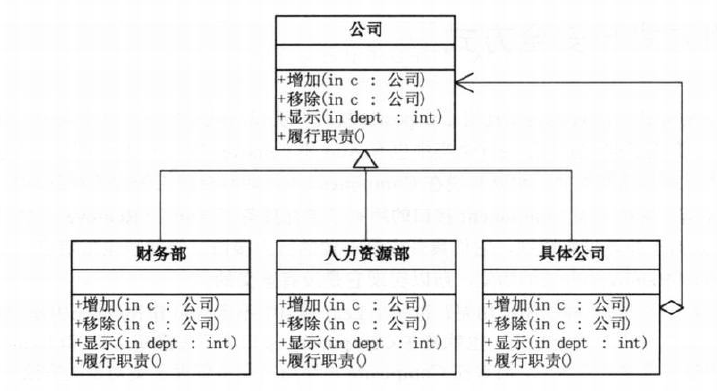 公司
+增加(in c : 公司)
+移除(in c : 公司)
+显示(in dept : int)
+履行职责()
财务部
+增加(in c : 公司)
+移除(in c : 公司)
+显示(in dept : int)
+履行职责()
人力资源部
+增加(in c : 公司)
+移除(in c : 公司)
+显示(in dept : int)
+履行职责()
具体公司
+增加(in c : 公司)
+移除(in c : 公司)
+显示(in dept : int)
+履行职责()